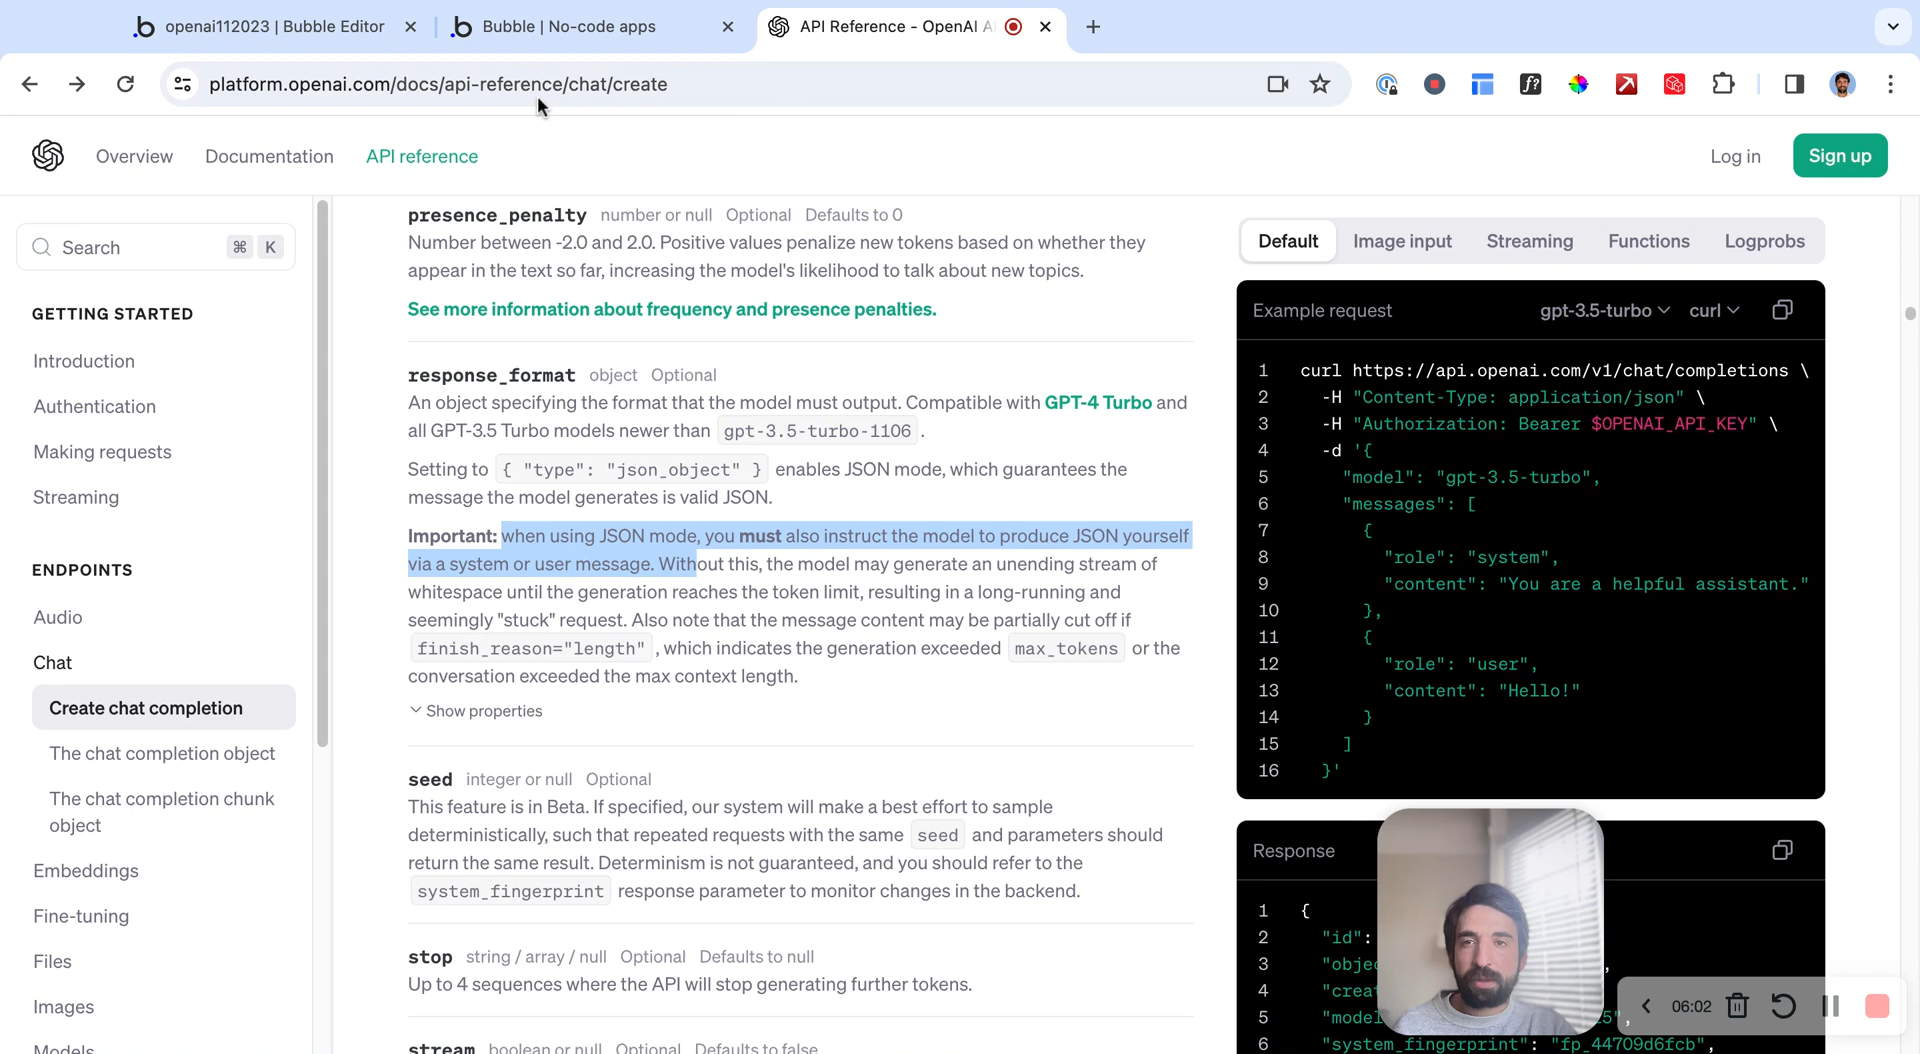 openai112023 | Bubble Editor
Bubble | No-code apps
API Reference - OpenAI A
platform.openai.com/docs/api-reference/chat/create
Overview
Documentation
API reference
Log in
Sign up
Search
⌘ K
GETTING STARTED
Introduction
Authentication
Making requests
Streaming
ENDPOINTS
Audio
Chat
Create chat completion
The chat completion object
The chat completion chunk
object
Embeddings
Fine-tuning
Files
Images
Models
presence_penalty number or null Optional Defaults to 0
Number between -2.0 and 2.0. Positive values penalize new tokens based on whether they
appear in the text so far, increasing the model's likelihood to talk about new topics.
See more information about frequency and presence penalties.
response_format object Optional
An object specifying the format that the model must output. Compatible with GPT-4 Turbo and
all GPT-3.5 Turbo models newer than gpt-3.5-turbo-1106 .
Setting to { "type": "json_object" } enables JSON mode, which guarantees the
message the model generates is valid JSON.
Important: when using JSON mode, you must also instruct the model to produce JSON yourself
via a system or user message. Without this, the model may generate an unending stream of
whitespace until the generation reaches the token limit, resulting in a long-running and
seemingly "stuck" request. Also note that the message content may be partially cut off if
finish_reason="length" , which indicates the generation exceeded max_tokens or the
conversation exceeded the max context length.
Show properties
seed integer or null Optional
This feature is in Beta. If specified, our system will make a best effort to sample
deterministically, such that repeated requests with the same seed and parameters should
return the same result. Determinism is not guaranteed, and you should refer to the
system_fingerprint response parameter to monitor changes in the backend.
stop string / array / null Optional Defaults to null
Up to 4 sequences where the API will stop generating further tokens.
stream boolean or null Optional Defaults to false
Default
Image input
Streaming
Functions
Logprobs
Example request
gpt-3.5-turbo
curl
1 curl https://api.openai.com/v1/chat/completions \
2 -H "Content-Type: application/json" \
3 -H "Authorization: Bearer $OPENAI_API_KEY" \
4 -d '{
5 "model": "gpt-3.5-turbo",
6 "messages": [
7 {
8 "role": "system",
9 "content": "You are a helpful assistant."
10 },
11 {
12 "role": "user",
13 "content": "Hello!"
14 }
15 ]
16 }'
Response
1 {
2 "id":
3 "objec ,
4 "creat
5 "model 5",
6 "system_fingerprint": "fp_44709d6fcb",
06:02